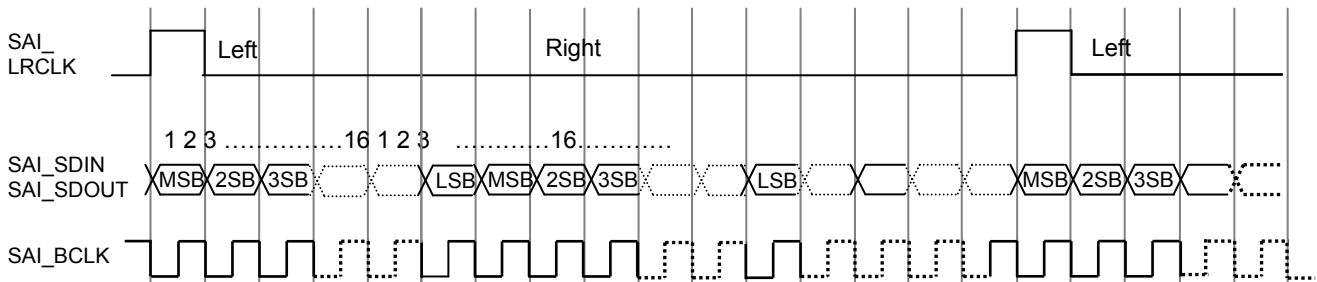 SAI_
LRCLK
Left
Right
Left
1 2 3 ..............16 1 2 3 ............16..............
SAI_SDIN
SAI_SDOUT
MSB 2SB 3SB LSB MSB 2SB 3SB LSB MSB 2SB 3SB
SAI_BCLK